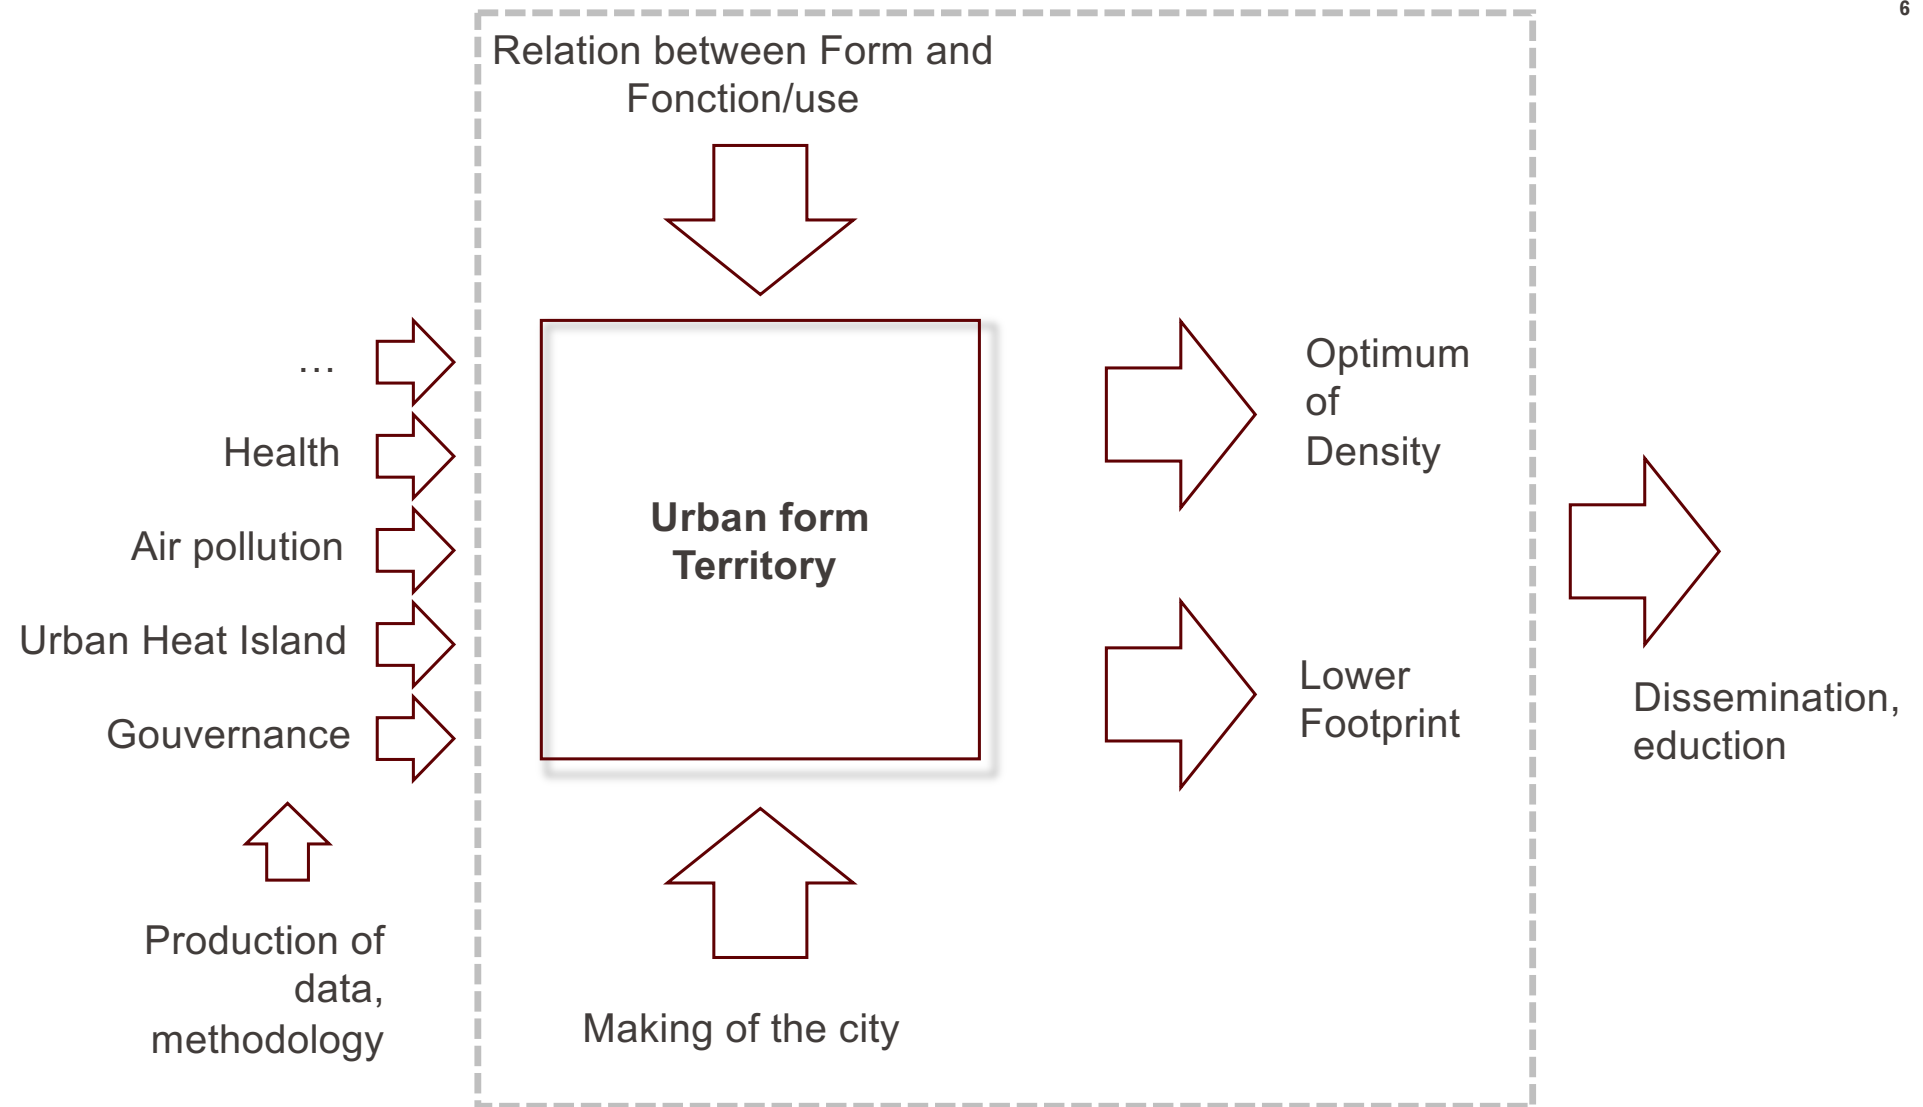 6
Relation between Form and
Fonction/use
…
Health
Air pollution
Urban Heat Island
Gouvernance
Production of
data,
methodology
Urban form
Territory
Making of the city
Optimum
of
Density
Lower
Footprint
Dissemination,
eduction